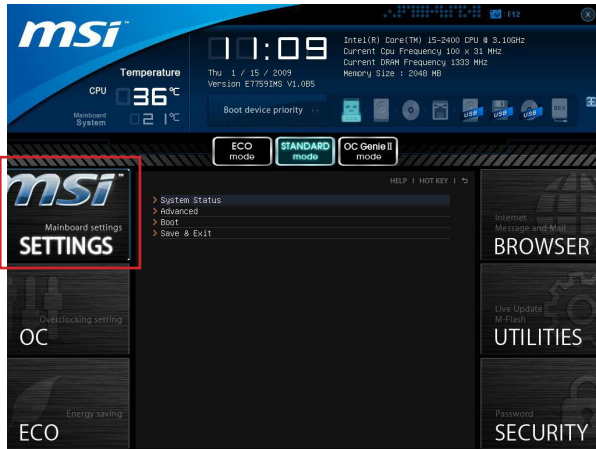 msi
F12
X
11:09
Intel(R) Core(TM) i5-2400 CPU @ 3.10GHz
Current Cpu Frequency 100 x 31 MHz
Current DRAM Frequency 1333 MHz
Memory Size : 2048 MB
Temperature
Thu 1 / 15 / 2009
Version E7759IMS V1.0B5
CPU 36°C
Mainboard
System 21°C
Boot device priority
USB
USB
USB
REV
ECO
mode
STANDARD
mode
OC Genie II
mode
HELP | HOT KEY |
msi
Mainboard settings
SETTINGS
System Status
Advanced
Boot
Save & Exit
Internet
Message and Mail
BROWSER
Overclocking setting
OC
Live Update
M-Flash
UTILITIES
Energy saving
ECO
Password
SECURITY